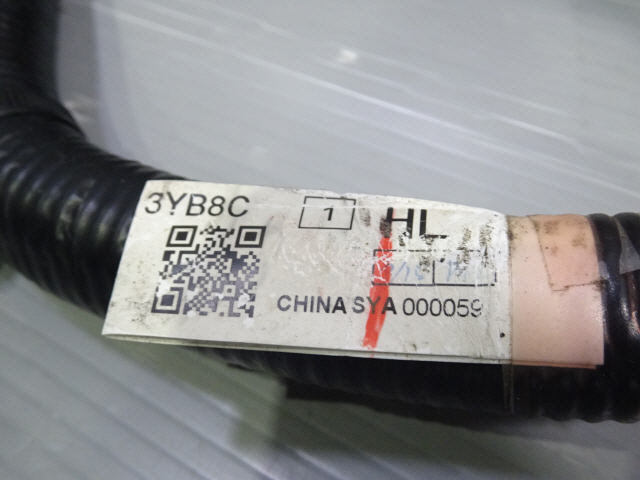 3YB8C 1 HL
CHINA SYA 000059